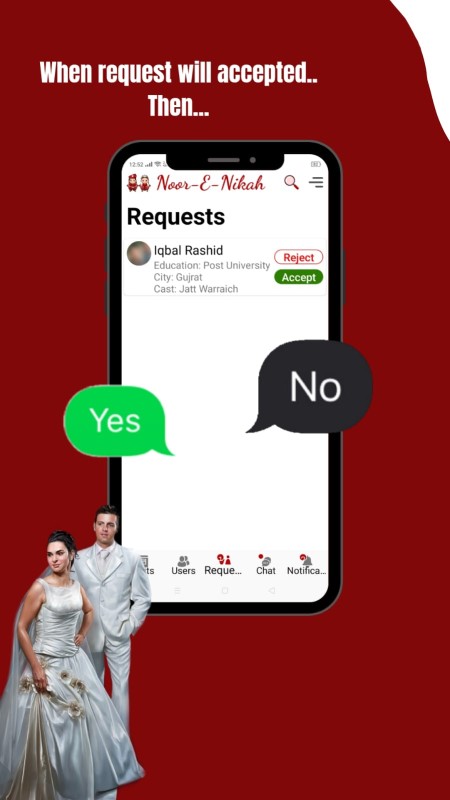 When request will accepted..
Then...
12:52
Noor-E-Nikah
Requests
Iqbal Rashid
Education: Post University
City: Gujrat
Cast: Jatt Warraich
Reject
Accept
No
Yes
ts
Users
Reque...
Chat
Notifica...